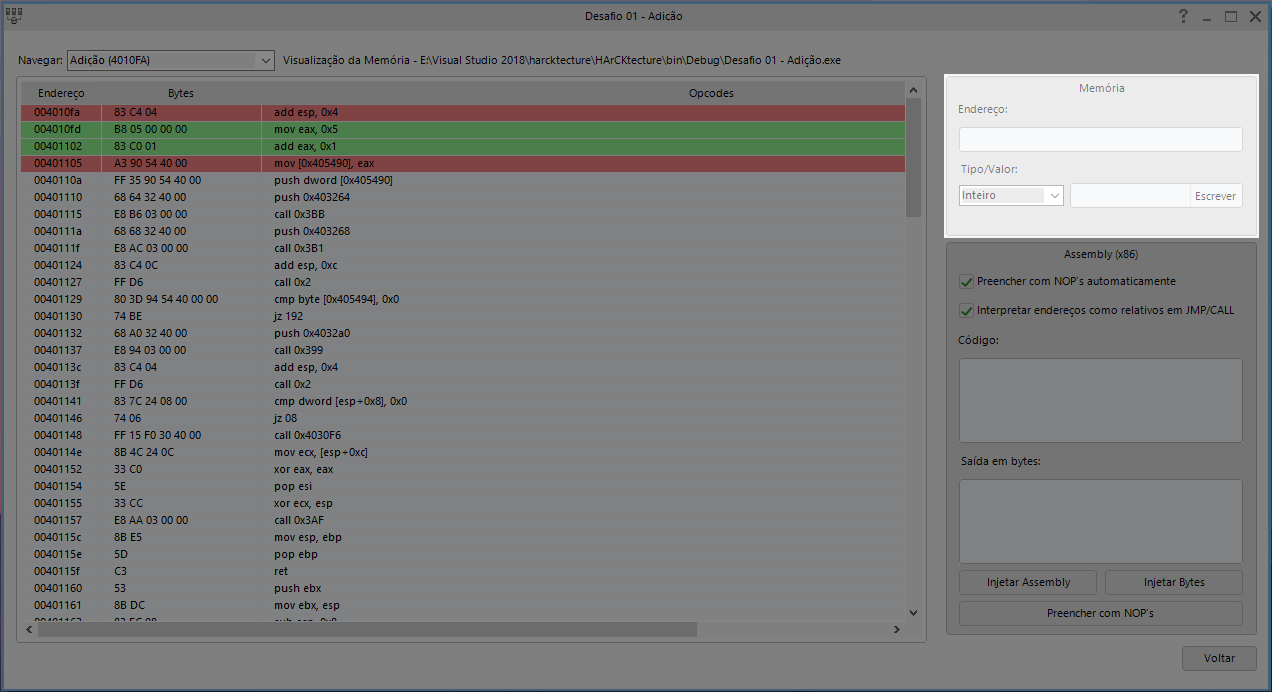 Desafio 01 - Adição
Navegar: Adição (4010FA) Visualização da Memória - E:\Visual Studio 2018\harcktecture\HArCKtecture\bin\Debug\Desafio 01 - Adição.exe
Endereço Bytes Opcodes
004010fa 83 C4 04 add esp, 0x4
004010fd B8 05 00 00 00 mov eax, 0x5
00401102 83 C0 01 add eax, 0x1
00401105 A3 90 54 40 00 mov [0x405490], eax
0040110a FF 35 90 54 40 00 push dword [0x405490]
00401110 68 64 32 40 00 push 0x403264
00401115 E8 B6 03 00 00 call 0x3BB
0040111a 68 68 32 40 00 push 0x403268
0040111f E8 AC 03 00 00 call 0x3B1
00401124 83 C4 0C add esp, 0xc
00401127 FF D6 call 0x2
00401129 80 3D 94 54 40 00 00 cmp byte [0x405494], 0x0
00401130 74 BE jz 192
00401132 68 A0 32 40 00 push 0x4032a0
00401137 E8 94 03 00 00 call 0x399
0040113c 83 C4 04 add esp, 0x4
0040113f FF D6 call 0x2
00401141 83 7C 24 08 00 cmp dword [esp+0x8], 0x0
00401146 74 06 jz 08
00401148 FF 15 F0 30 40 00 call 0x4030F6
0040114e 8B 4C 24 0C mov ecx, [esp+0xc]
00401152 33 C0 xor eax, eax
00401154 5E pop esi
00401155 33 CC xor ecx, esp
00401157 E8 AA 03 00 00 call 0x3AF
0040115c 8B E5 mov esp, ebp
0040115e 5D pop ebp
0040115f C3 ret
00401160 53 push ebx
00401161 8B DC mov ebx, esp
Memória
Endereço:
Tipo/Valor:
Inteiro Escrever
Assembly (x86)
Preencher com NOP's automaticamente
Interpretar endereços como relativos em JMP/CALL
Código:
Saída em bytes:
Injetar Assembly Injetar Bytes
Preencher com NOP's
Voltar